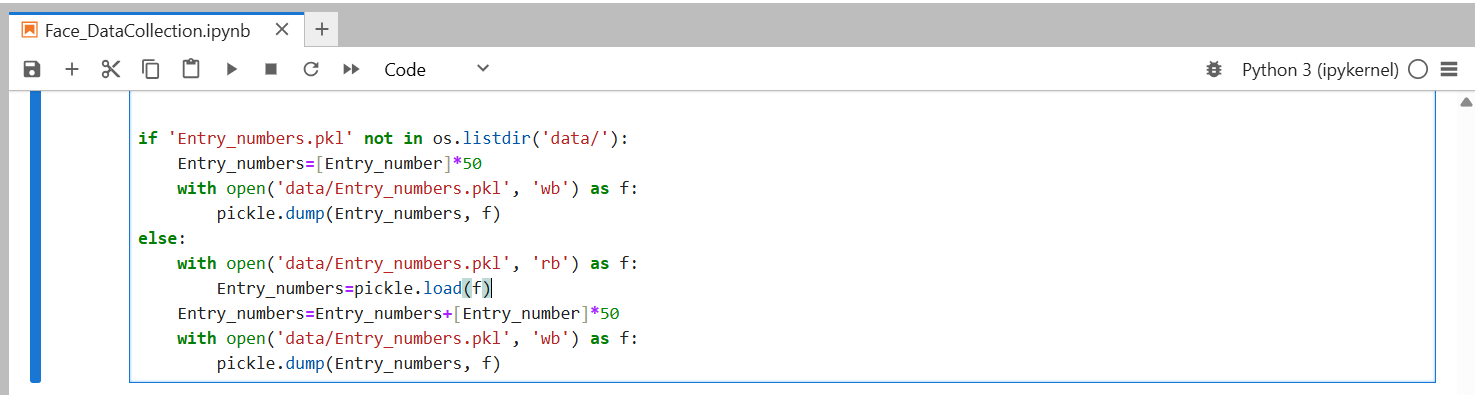 Face_DataCollection.ipynb
Code
Python 3 (ipykernel)
if 'Entry_numbers.pkl' not in os.listdir('data/'):
    Entry_numbers=[Entry_number]*50
    with open('data/Entry_numbers.pkl', 'wb') as f:
        pickle.dump(Entry_numbers, f)
else:
    with open('data/Entry_numbers.pkl', 'rb') as f:
        Entry_numbers=pickle.load(f)
    Entry_numbers=Entry_numbers+[Entry_number]*50
    with open('data/Entry_numbers.pkl', 'wb') as f:
        pickle.dump(Entry_numbers, f)